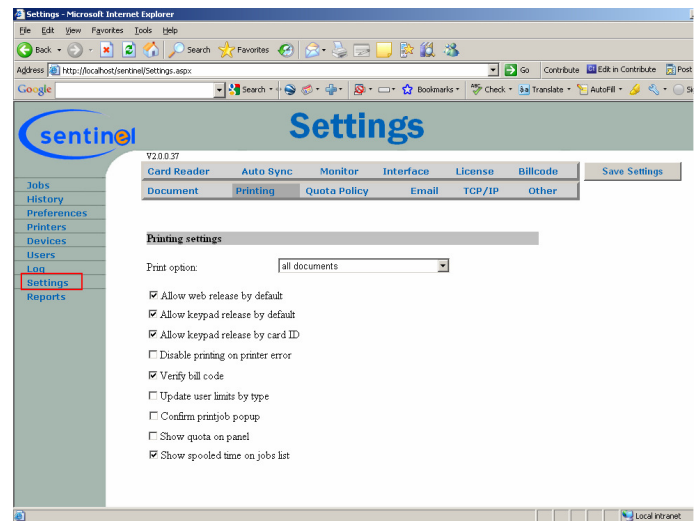 Settings - Microsoft Internet Explorer
File Edit View Favorites Tools Help
Back Search Favorites
Address http://localhost/sentinel/Settings.aspx Go Contribute Edit in Contribute Post
Google Search Bookmarks Check Translate AutoFill
sentinel
Settings
V2.0.0.37
Card Reader Auto Sync Monitor Interface License Billcode Save Settings
Document Printing Quota Policy Email TCP/IP Other
Jobs
History
Preferences
Printers
Devices
Users
Log
Settings
Reports
Printing settings
Print option: all documents
Allow web release by default
Allow keypad release by default
Allow keypad release by card ID
Disable printing on printer error
Verify bill code
Update user limits by type
Confirm printjob popup
Show quota on panel
Show spooled time on jobs list
Local intranet